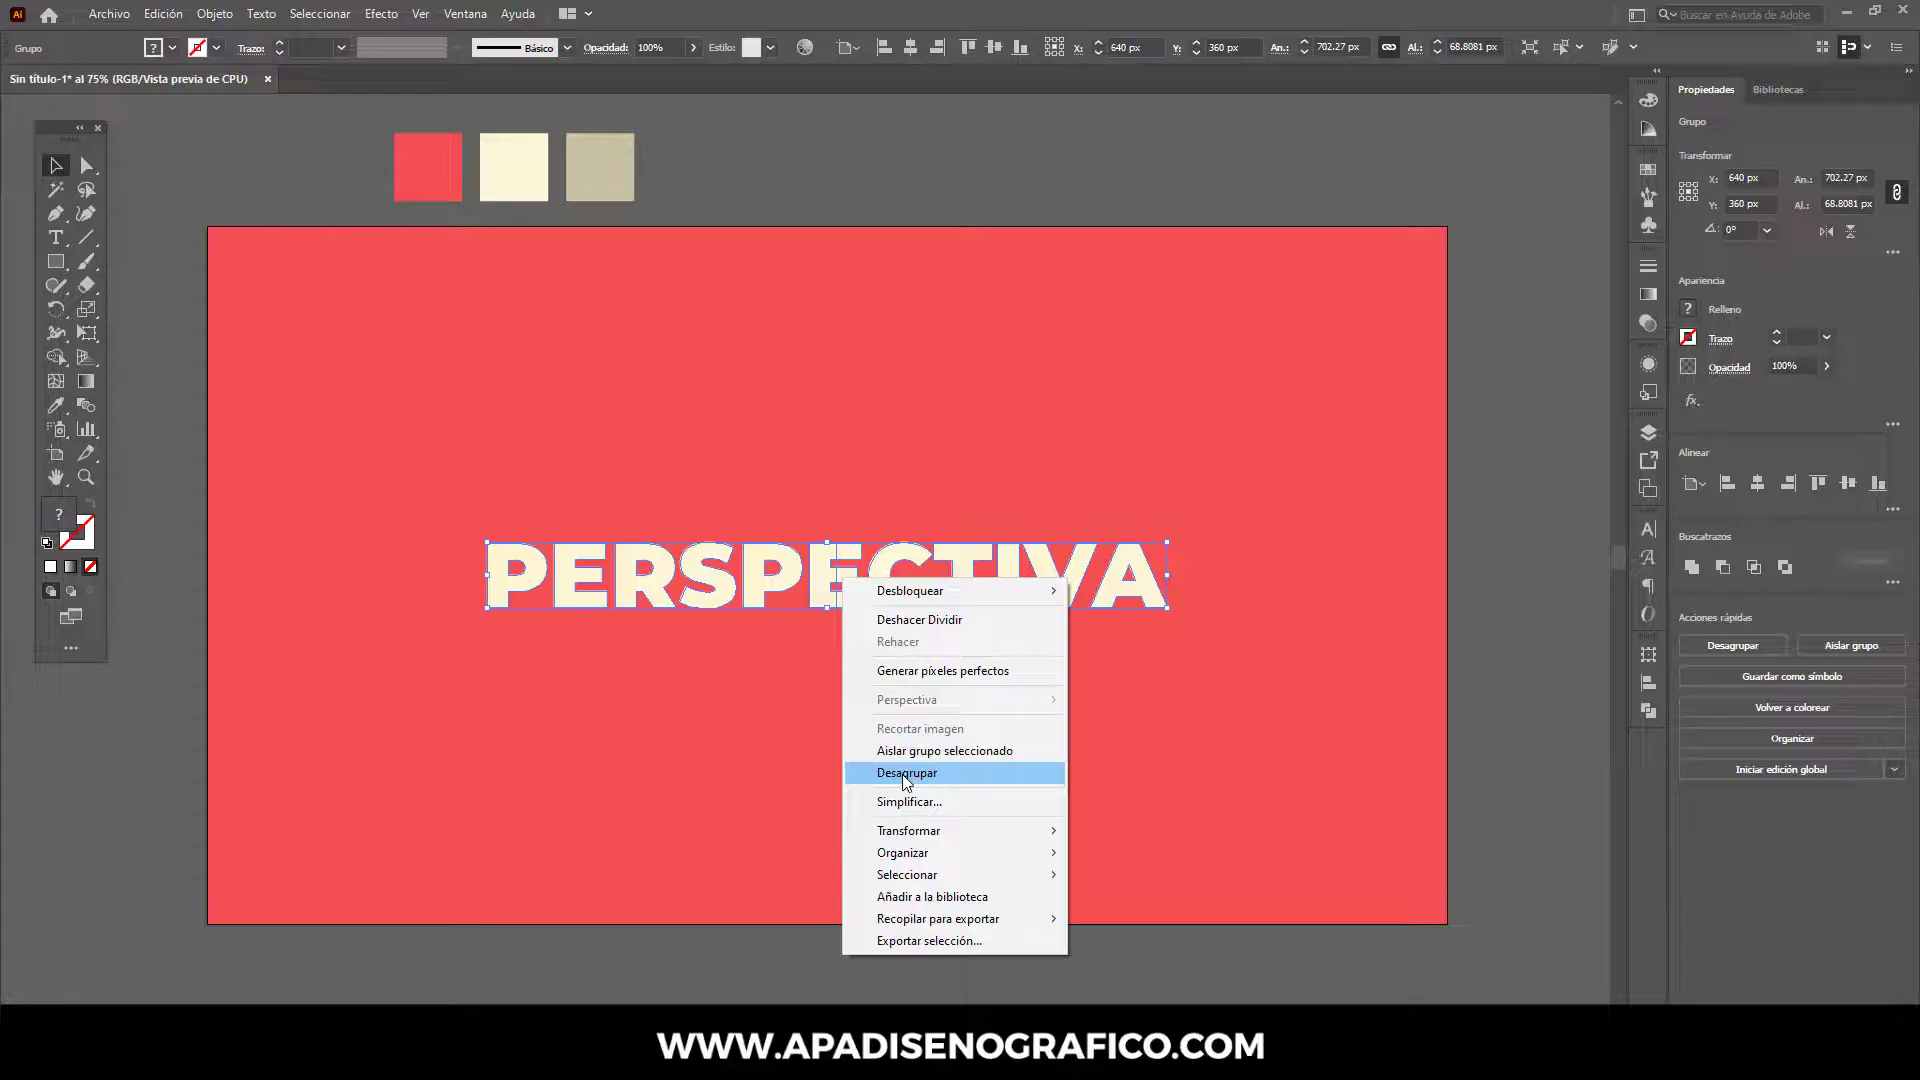 Ai Archivo Edición Objeto Texto Seleccionar Efecto Ver Ventana Ayuda Buscar en Ayuda de Adobe
Grupo ? Trazo: Básico Opacidad: 100% Estilo: X: 640 px Y: 360 px An.: 702.27 px Al.: 68.8081 px
Sin título-1* al 75% (RGB/Vista previa de CPU)
Propiedades Bibliotecas
Grupo
Transformar
X: 640 px An.: 702.27 px
Y: 360 px Al.: 68.8081 px
0°
Apariencia
? Relleno
Trazo
Opacidad 100%
fx.
Alinear
Buscatrazos
Acciones rápidas
Desagrupar Aislar grupo
Guardar como símbolo
Volver a colorear
Organizar
Iniciar edición global
PERSPECTIVA
Desbloquear
Deshacer Dividir
Rehacer
Generar píxeles perfectos
Perspectiva
Recortar imagen
Aislar grupo seleccionado
Desagrupar
Simplificar...
Transformar
Organizar
Seleccionar
Añadir a la biblioteca
Recopilar para exportar
Exportar selección...
WWW.APADISENOGRAFICO.COM